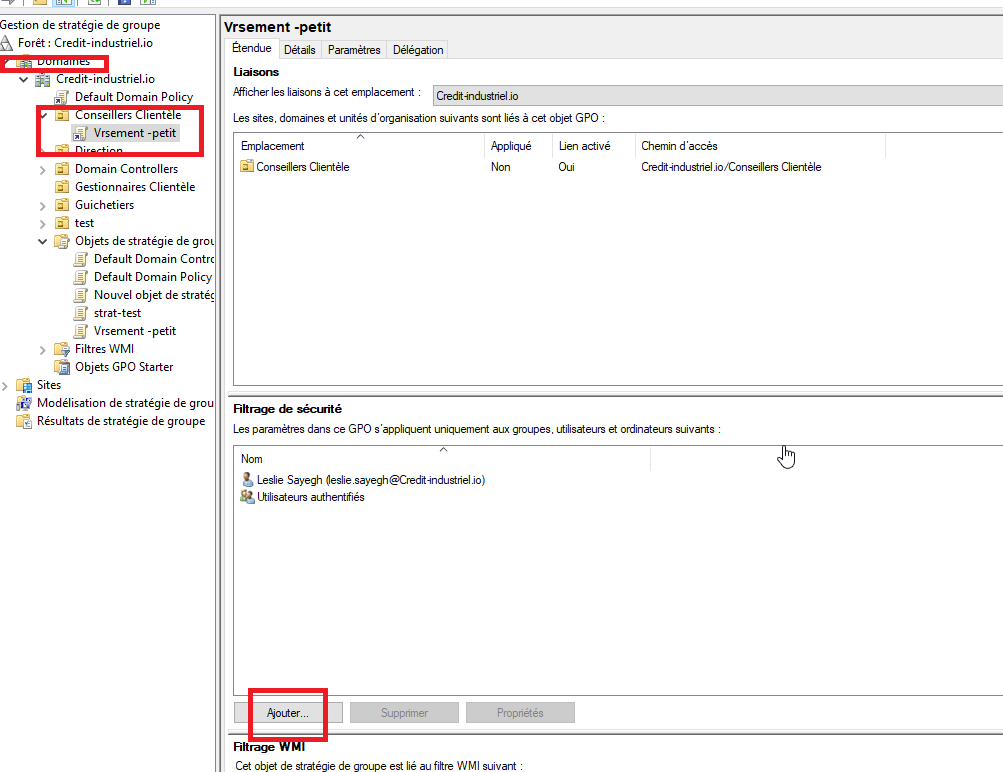 Gestion de stratégie de groupe
Forêt : Credit-industriel.io
Domaines
Credit-industriel.io
Default Domain Policy
Conseillers Clientèle
Vrsement -petit
Direction
Domain Controllers
Gestionnaires Clientèle
Guichetiers
test
Objets de stratégie de grou
Default Domain Contro
Default Domain Policy
Nouvel objet de stratég
strat-test
Vrsement -petit
Filtres WMI
Objets GPO Starter
Sites
Modélisation de stratégie de grou
Résultats de stratégie de groupe
Vrsement -petit
Étendue Détails Paramètres Délégation
Liaisons
Afficher les liaisons à cet emplacement : Credit-industriel.io
Les sites, domaines et unités d'organisation suivants sont liés à cet objet GPO :
Emplacement Appliqué Lien activé Chemin d'accès
Conseillers Clientèle Non Oui Credit-industriel.io/Conseillers Clientèle
Filtrage de sécurité
Les paramètres dans ce GPO s'appliquent uniquement aux groupes, utilisateurs et ordinateurs suivants :
Nom
Leslie Sayegh (leslie.sayegh@Credit-industriel.io)
Utilisateurs authentifiés
Ajouter... Supprimer Propriétés
Filtrage WMI
Cet objet de stratégie de groupe est lié au filtre WMI suivant :